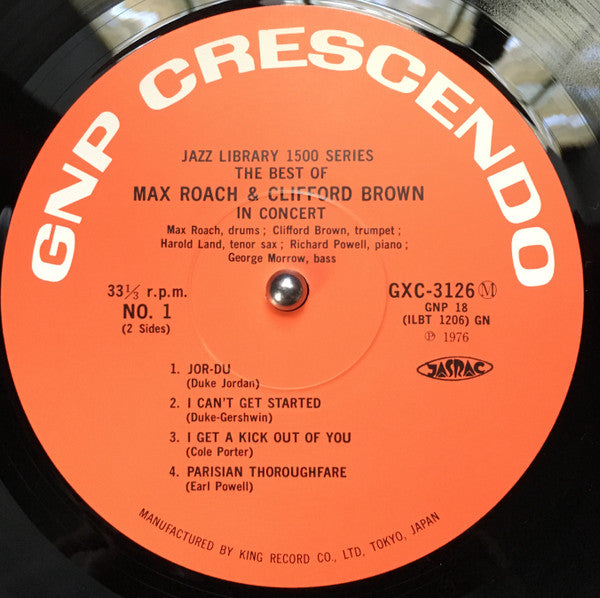 GNP CRESCENDO
JAZZ LIBRARY 1500 SERIES
THE BEST OF
MAX ROACH & CLIFFORD BROWN
IN CONCERT
Max Roach, drums ; Clifford Brown, trumpet ;
Harold Land, tenor sax ; Richard Powell, piano ;
George Morrow, bass
33⅓ r.p.m.
NO. 1
(2 Sides)
GXC-3126 Ⓜ
GNP 18
(ILBT 1206) GN
℗ 1976
JASRAC
1. JOR-DU
(Duke Jordan)
2. I CAN'T GET STARTED
(Duke-Gershwin)
3. I GET A KICK OUT OF YOU
(Cole Porter)
4. PARISIAN THOROUGHFARE
(Earl Powell)
MANUFACTURED BY KING RECORD CO., LTD, TOKYO, JAPAN